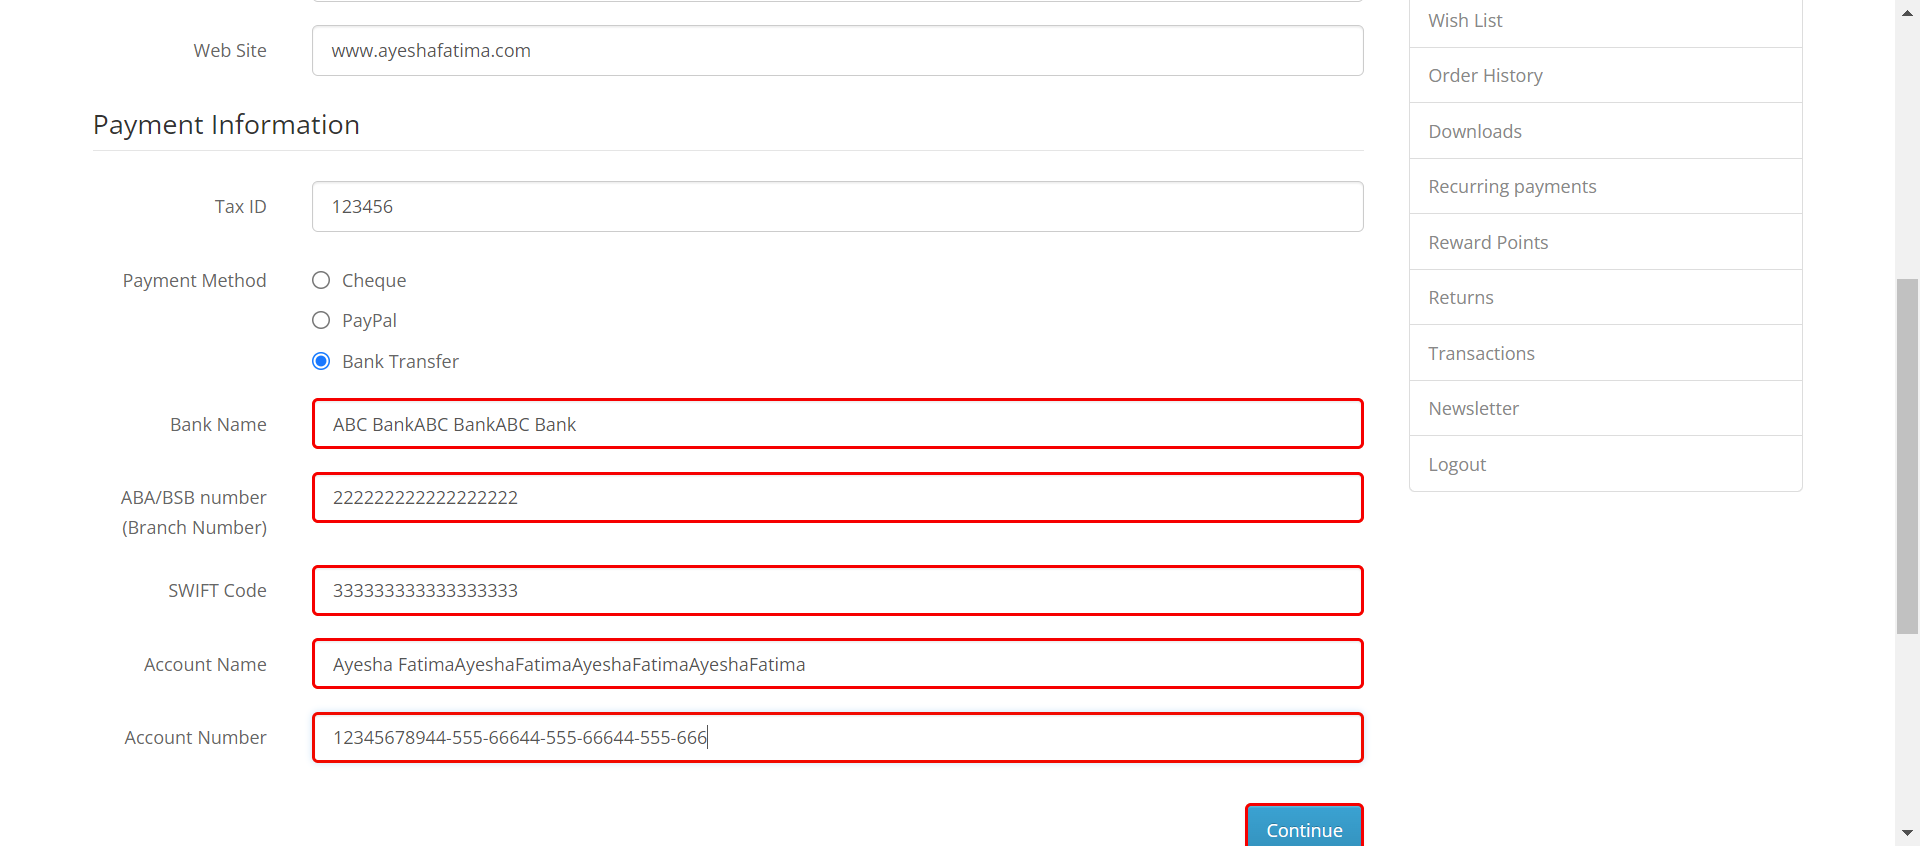 Web Site
www.ayeshafatima.com
Payment Information
Tax ID
123456
Payment Method
Cheque
PayPal
Bank Transfer
Bank Name
ABC BankABC BankABC Bank
ABA/BSB number
(Branch Number)
222222222222222222
SWIFT Code
333333333333333333
Account Name
Ayesha FatimaAyeshaFatimaAyeshaFatimaAyeshaFatima
Account Number
12345678944-555-66644-555-66644-555-666
Continue
Wish List
Order History
Downloads
Recurring payments
Reward Points
Returns
Transactions
Newsletter
Logout